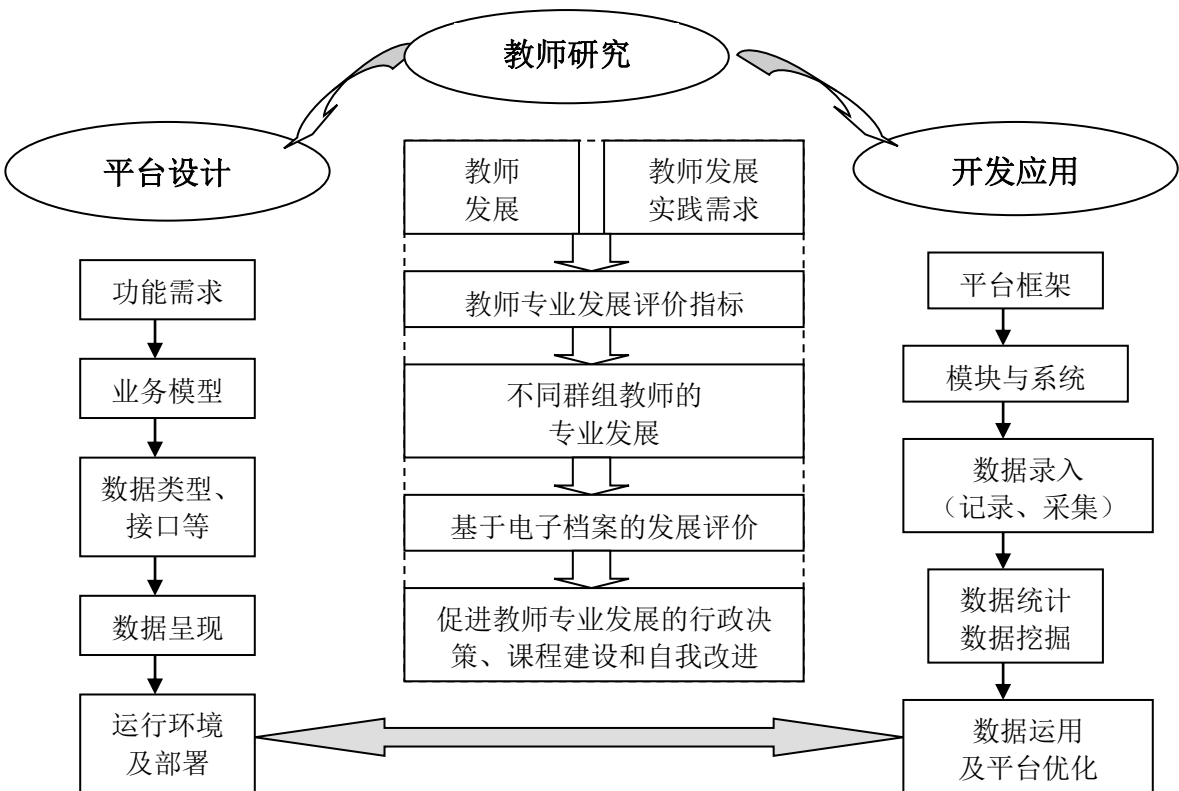 教师研究
平台设计
开发应用
教师
发展
教师发展
实践需求
功能需求
业务模型
数据类型、
接口等
数据呈现
运行环境
及部署
教师专业发展评价指标
不同群组教师的
专业发展
基于电子档案的发展评价
促进教师专业发展的行政决
策、课程建设和自我改进
平台框架
模块与系统
数据录入
（记录、采集）
数据统计
数据挖掘
数据运用
及平台优化